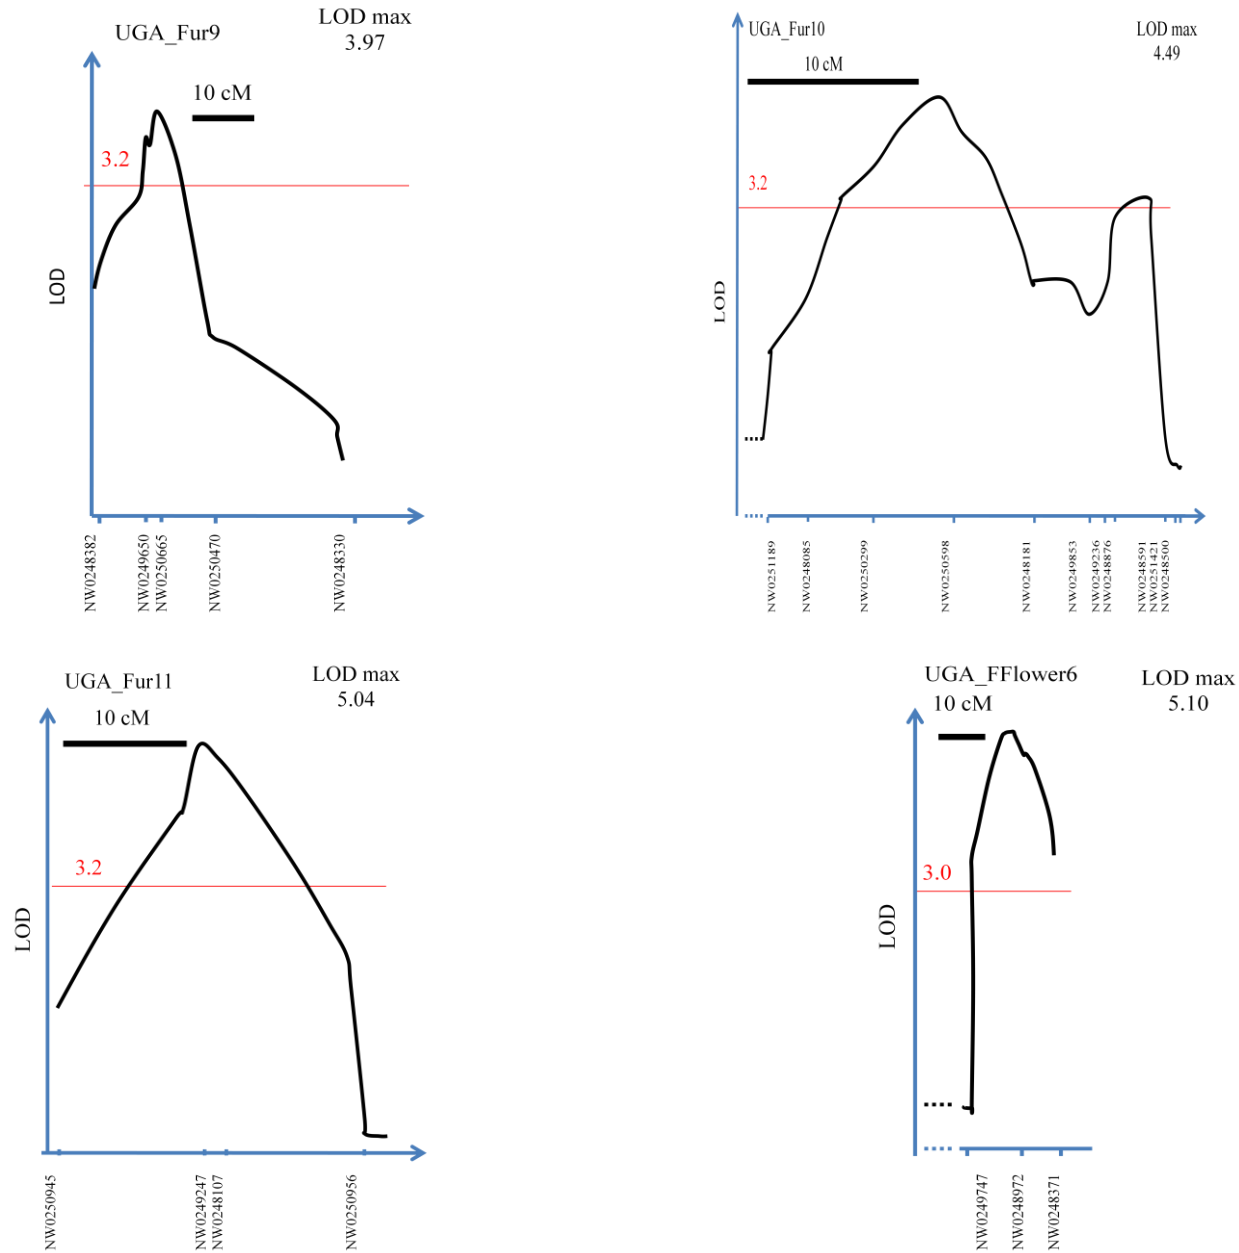 UGA_Fur9
LOD max
3.97
10 cM
3.2
LOD
NW0248382
NW0249650
NW0250665
NW0250470
NW0248330
UGA_Fur10
LOD max
4.49
10 cM
3.2
LOD
NW0251189
NW0248085
NW0250299
NW0250598
NW0248181
NW0249853
NW0249236
NW0248876
NW0248591
NW0251421
NW0248500
UGA_Fur11
LOD max
5.04
10 cM
3.2
LOD
NW0250945
NW0249247
NW0248107
NW0250956
UGA_FFlower6
LOD max
5.10
10 cM
3.0
LOD
NW0249747
NW0248972
NW0248371